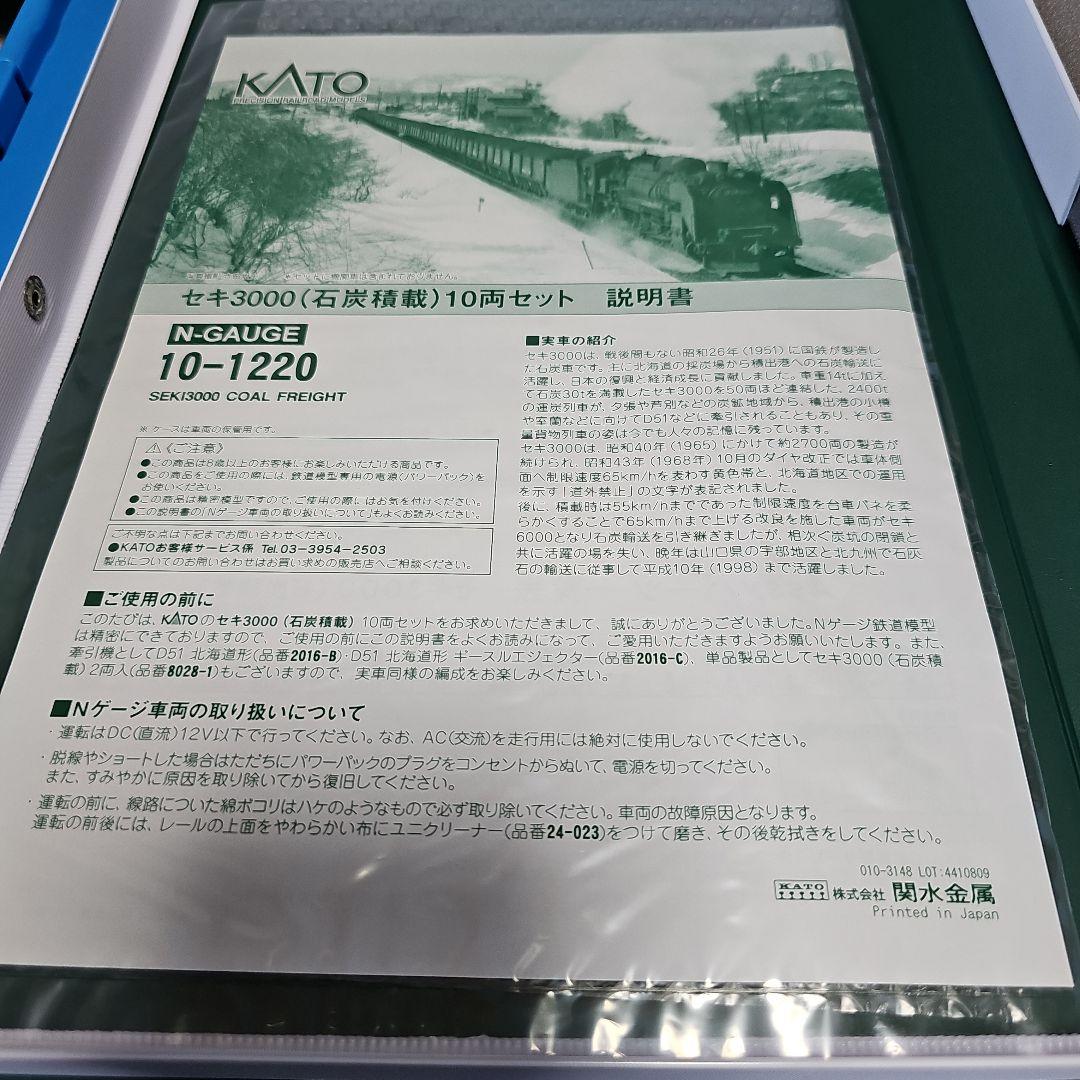 KATO
PRECISION RAILROAD MODELS
※セットに機関車は含まれておりません。
セキ3000(石炭積載)10両セット 説明書
N-GAUGE
10-1220
SEKI3000 COAL FREIGHT
※ ケースは車両の保管用です。
⚠《ご注意》
●この商品は8歳以上のお客様にお楽しみいただける商品です。
●この商品をご使用の際には、鉄道模型専用の電源(パワーパック)を
お使いください。
●この商品は精密模型ですので、ご使用の際にはお気を付けください。
●この説明書の「Nゲージ車両の取り扱いについて」もよくお読みください。
ご不明な点は下記までお問い合わせください。
●KATOお客様サービス係 Tel.03-3954-2503
製品についてのお問い合わせはお買い求めの販売店へご相談ください。
■実車の紹介
セキ3000は、戦後間もない昭和26年(1951)に国鉄が製造し
た石炭車です。主に北海道の採炭場から積出港への石炭輸送に
活躍し、日本の復興と経済成長に貢献しました。車重14tに加え
て石炭30tを満載したセキ3000を50両ほど連結した、2400t
の運炭列車が、夕張や芦別などの炭鉱地域から、積出港の小樽
や室蘭などに向けてD51などに牽引されることもあり、その重
量貨物列車の姿は今でも人々の記憶に残っています。
セキ3000は、昭和40年(1965)にかけて約2700両の製造が
続けられ、昭和43年(1968年)10月のダイヤ改正では車体側
面へ制限速度65km/hを表わす黄色帯と、北海道地区での運用
を示す「道外禁止」の文字が表記されました。
後に、積載時は55km/hまでであった制限速度を台車バネを柔
らかくすることで65km/hまで上げる改良を施した車両がセキ
6000となり石炭輸送を引き継ぎましたが、相次ぐ炭坑の閉鎖と
共に活躍の場を失い、晩年は山口県の宇部地区と北九州で石灰
石の輸送に従事して平成10年(1998)まで活躍しました。
■ご使用の前に
このたびは、KATOのセキ3000(石炭積載)10両セットをお求めいただきまして、誠にありがとうございました。Nゲージ鉄道模型
は精密にできておりますので、ご使用の前にこの説明書をよくお読みになって、ご愛用いただきますようお願いいたします。また、
牽引機としてD51 北海道形(品番2016-B)・D51 北海道形 ギースルエジェクター(品番2016-C)、単品製品としてセキ3000(石炭積
載)2両入(品番8028-1)もございますので、実車同様の編成をお楽しみください。
■Nゲージ車両の取り扱いについて
・運転はDC(直流)12V以下で行ってください。なお、AC(交流)を走行用には絶対に使用しないでください。
・脱線やショートした場合はただちにパワーパックのプラグをコンセントからぬいて、電源を切ってください。
また、すみやかに原因を取り除いてから復旧してください。
・運転の前に、線路についた綿ボコリはハケのようなもので必ず取り除いてください。車両の故障原因となります。
運転の前後には、レールの上面をやわらかい布にユニクリーナー(品番24-023)をつけて磨き、その後乾拭きをしてください。
010-3148 LOT:4410809
KATO 株式会社 関水金属
Printed in Japan